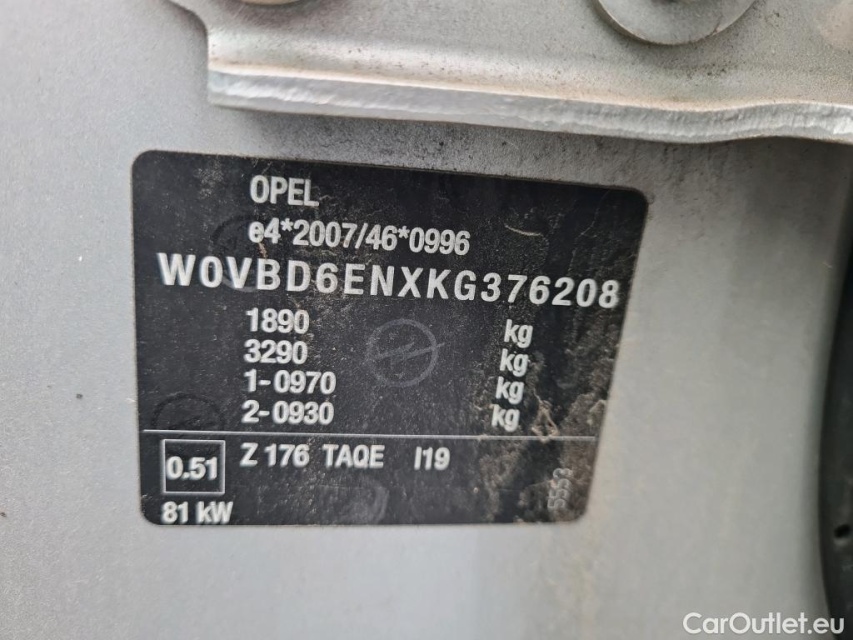 OPEL
e4*2007/46*0996
W0VBD6ENXKG376208
1890 kg
3290 kg
1-0970 kg
2-0930 kg
0.51 Z 176 TAQE I19
81 kW
5553
CarOutlet.eu